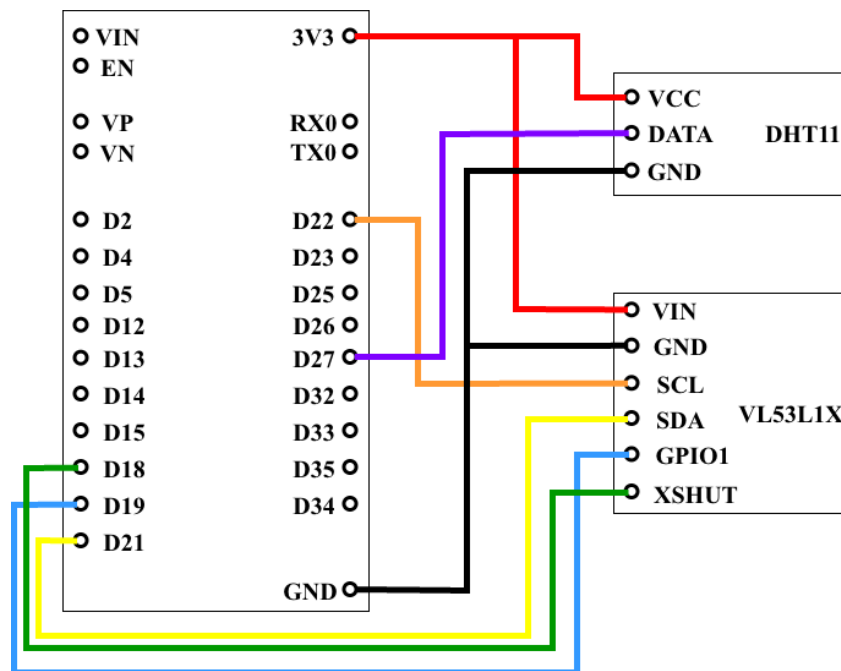 VIN
EN
VP
VN
D2
D4
D5
D12
D13
D14
D15
D18
D19
D21
3V3
RX0
TX0
D22
D23
D25
D26
D27
D32
D33
D35
D34
GND
VCC
DATA
GND
DHT11
VIN
GND
SCL
SDA
GPIO1
XSHUT
VL53L1X